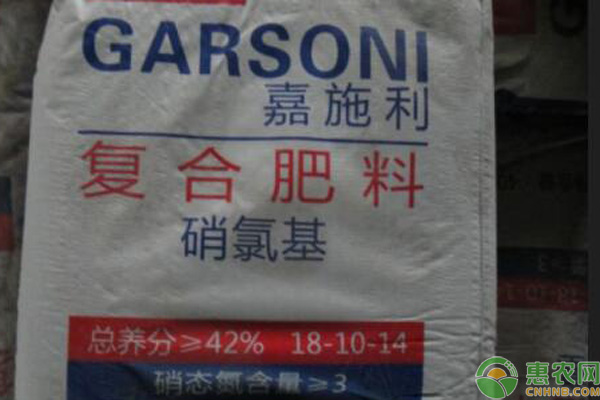 GARSONI
嘉施利
复合肥料
硝氯基
总养分≥42% 18-10-14
硝态氮含量≥3
惠农网
CNHNB.COM